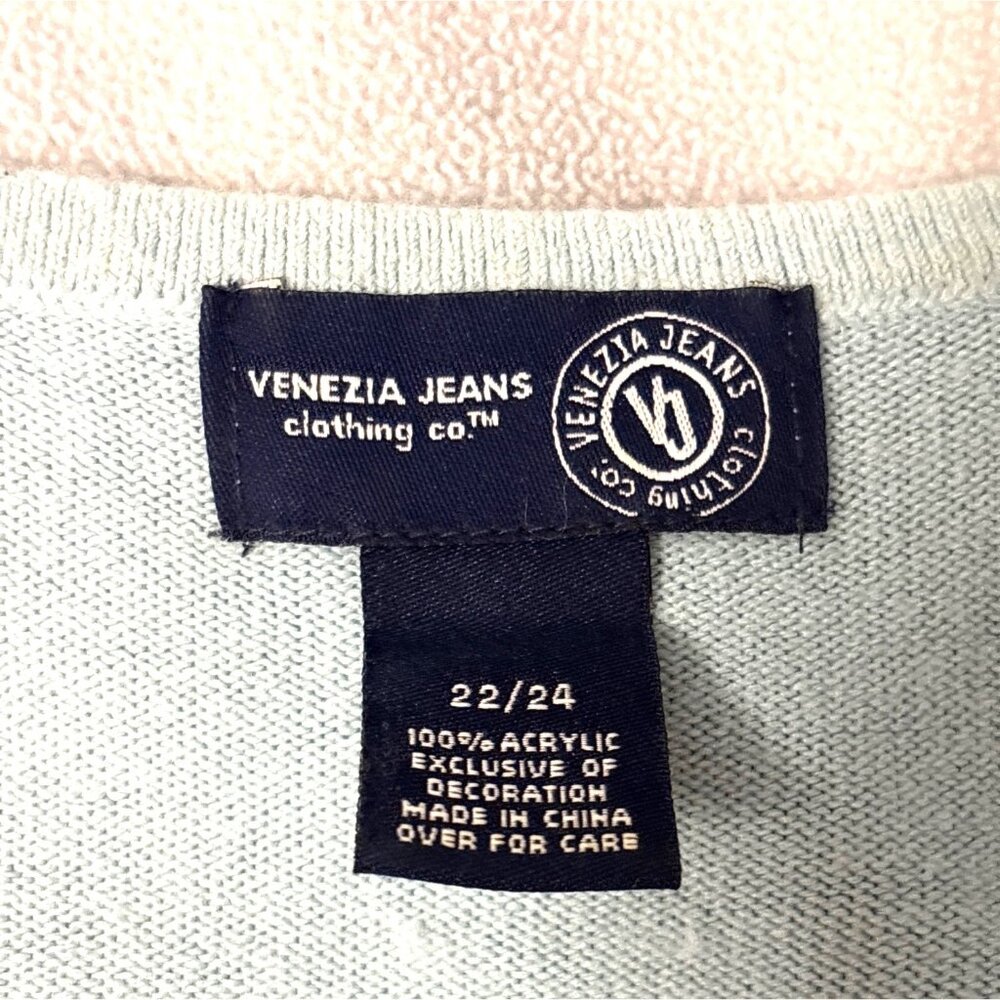 VENEZIA JEANS
clothing co.™
VENEZIA JEANS clothing co.
VJ
22/24
100% ACRYLIC
EXCLUSIVE OF
DECORATION
MADE IN CHINA
OVER FOR CARE